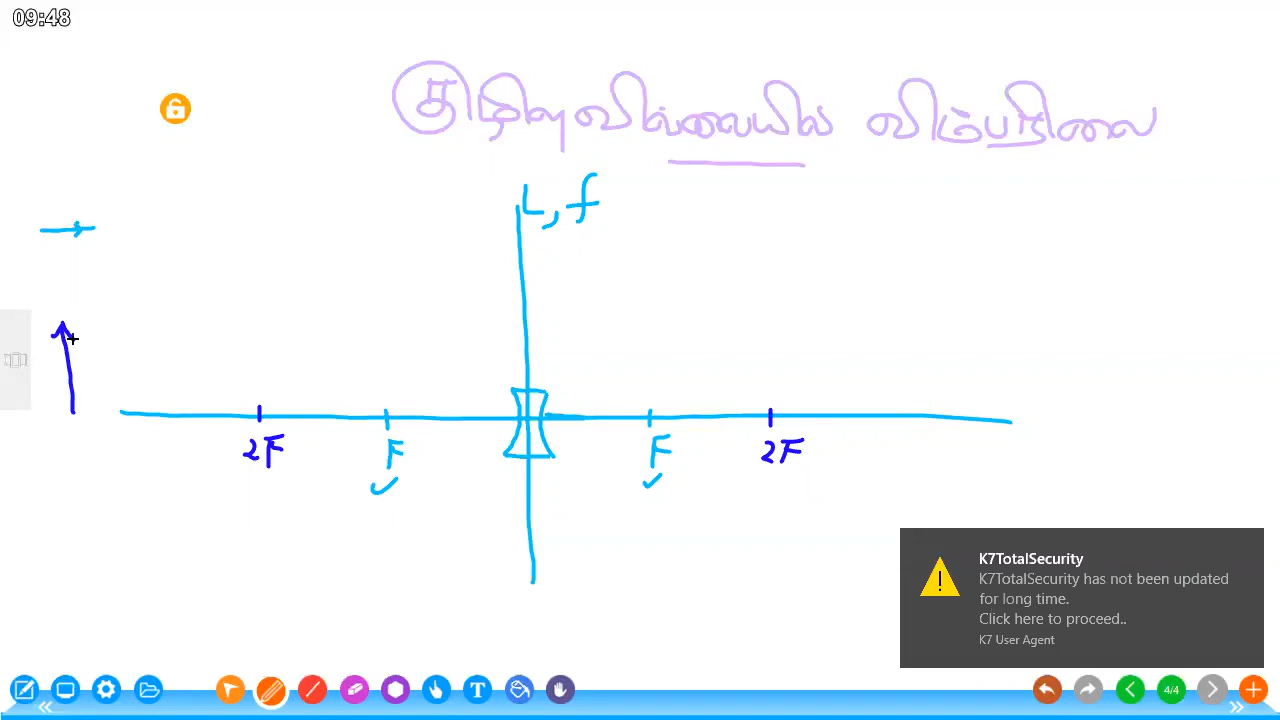 09:48
குழிவு வில்லையில் விம்பநிலை
L, f
2F
F
F
2F
K7TotalSecurity
K7TotalSecurity has not been updated
for long time.
Click here to proceed..
K7 User Agent
T
4/4